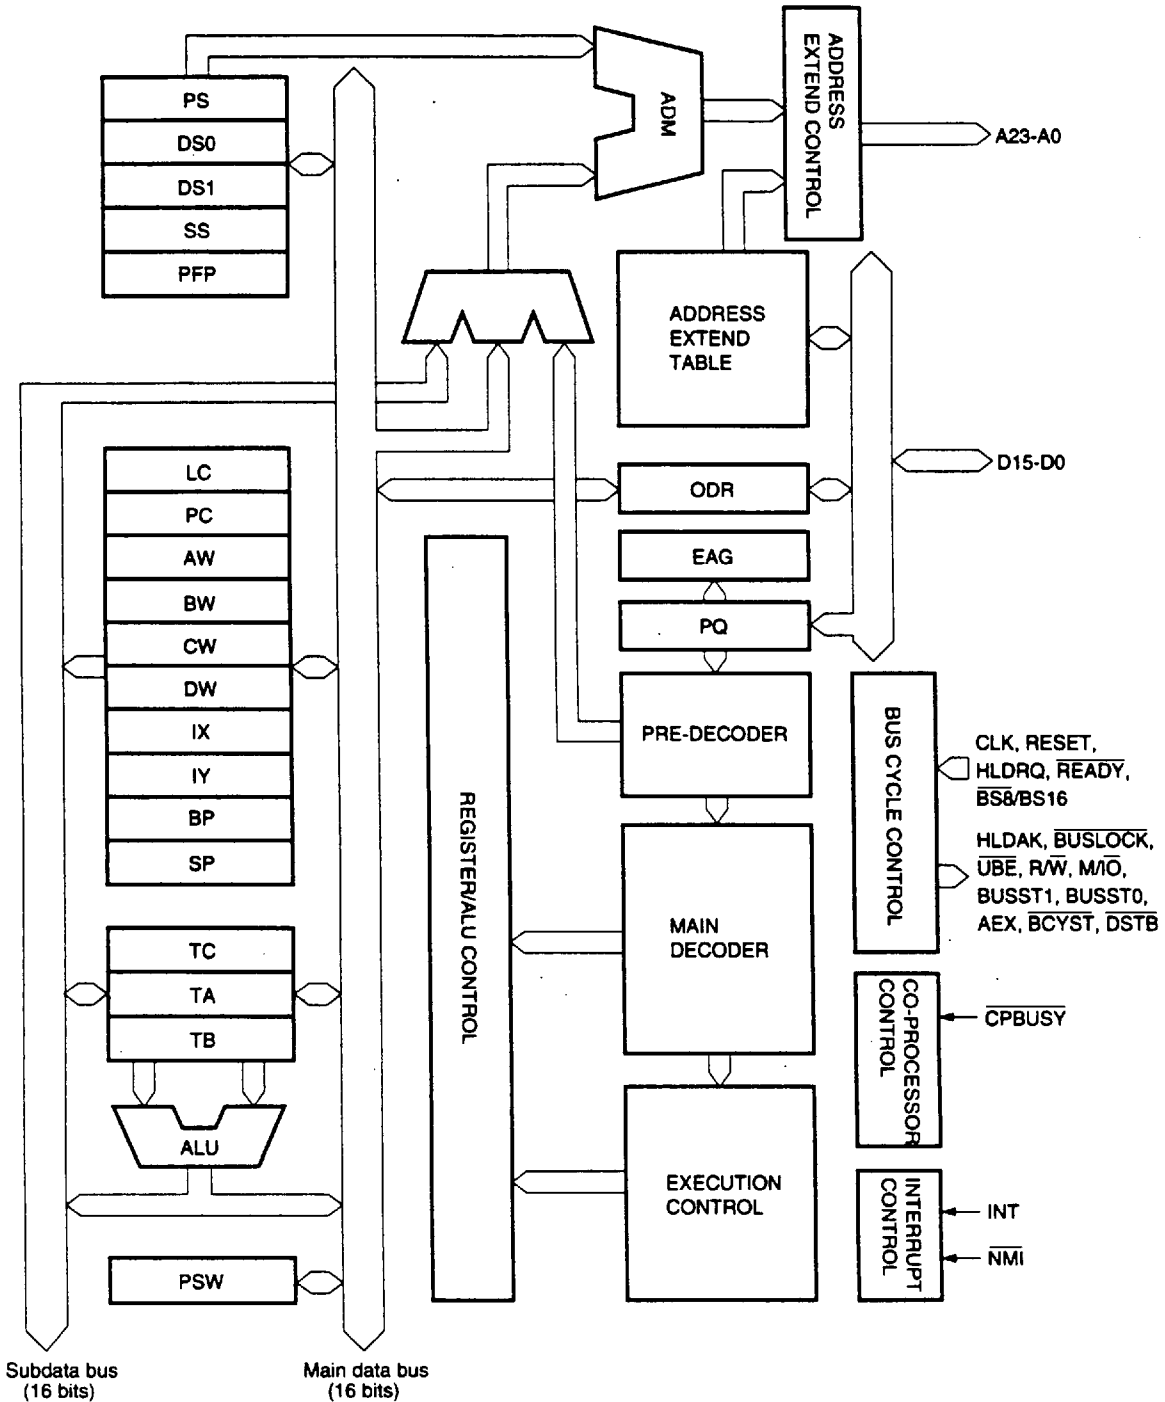 PS
DS0
DS1
SS
PFP
ADM
ADDRESS
EXTEND CONTROL
A23-A0
ADDRESS
EXTEND
TABLE
D15-D0
LC
PC
AW
BW
CW
DW
IX
IY
BP
SP
ODR
EAG
PQ
PRE-DECODER
MAIN
DECODER
EXECUTION
CONTROL
REGISTER/ALU CONTROL
BUS CYCLE CONTROL
CLK, RESET,
HLDRQ, READY,
BS8/BS16
HLDAK, BUSLOCK,
UBE, R/W, M/IO,
BUSST1, BUSST0,
AEX, BCYST, DSTB
CO-PROCESSOR
CONTROL
CPBUSY
INTERRUPT
CONTROL
INT
NMI
TC
TA
TB
ALU
PSW
Subdata bus
(16 bits)
Main data bus
(16 bits)